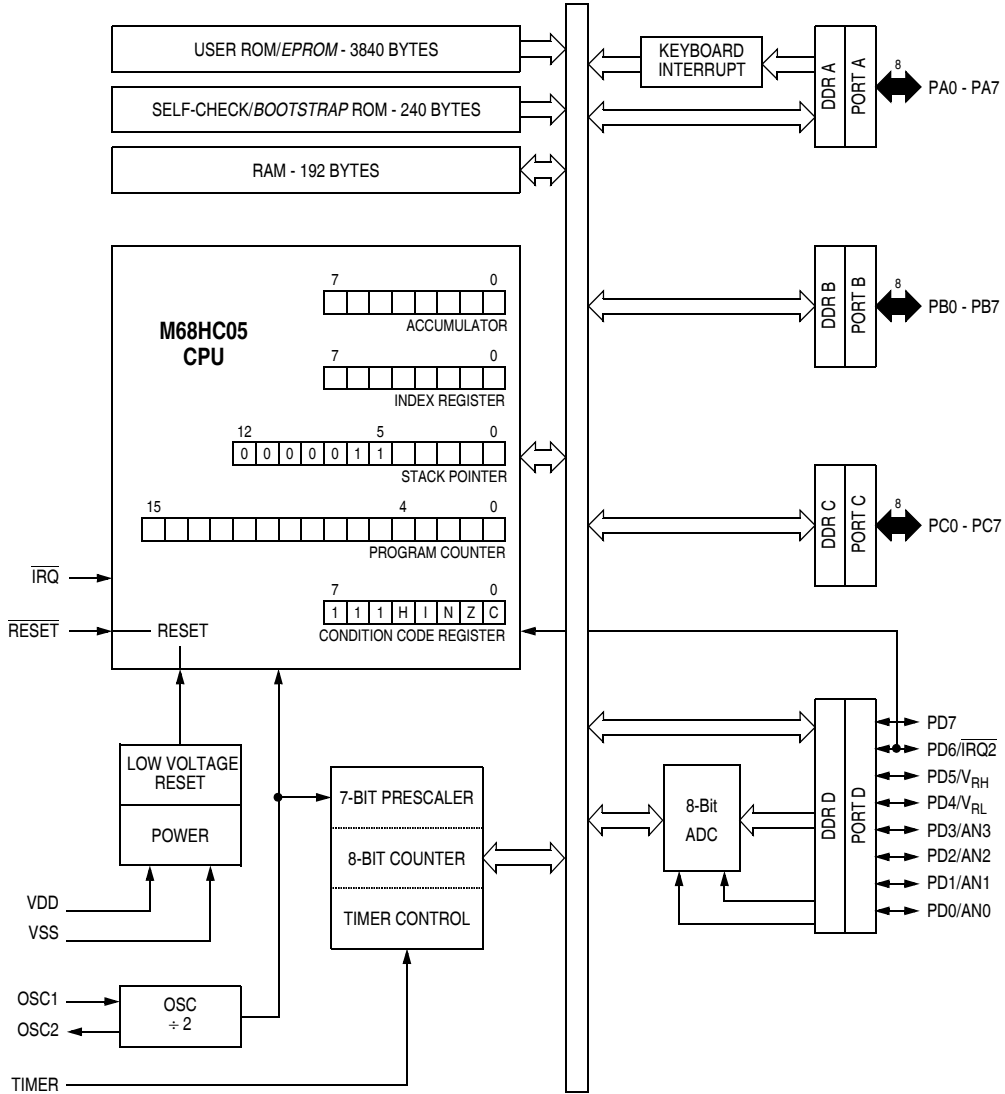 USER ROM/EPROM - 3840 BYTES
SELF-CHECK/BOOTSTRAP ROM - 240 BYTES
RAM - 192 BYTES
KEYBOARD
INTERRUPT
DDR A
PORT A
8
PA0 - PA7
M68HC05
CPU
7 0
ACCUMULATOR
7 0
INDEX REGISTER
12 5 0
0 0 0 0 0 1 1
STACK POINTER
15 4 0
PROGRAM COUNTER
7 0
1 1 1 H I N Z C
CONDITION CODE REGISTER
IRQ
RESET
RESET
DDR B
PORT B
8
PB0 - PB7
DDR C
PORT C
8
PC0 - PC7
LOW VOLTAGE
RESET
POWER
VDD
VSS
7-BIT PRESCALER
8-BIT COUNTER
TIMER CONTROL
OSC1
OSC2
OSC
÷ 2
TIMER
8-Bit
ADC
DDR D
PORT D
PD7
PD6/IRQ2
PD5/VRH
PD4/VRL
PD3/AN3
PD2/AN2
PD1/AN1
PD0/AN0